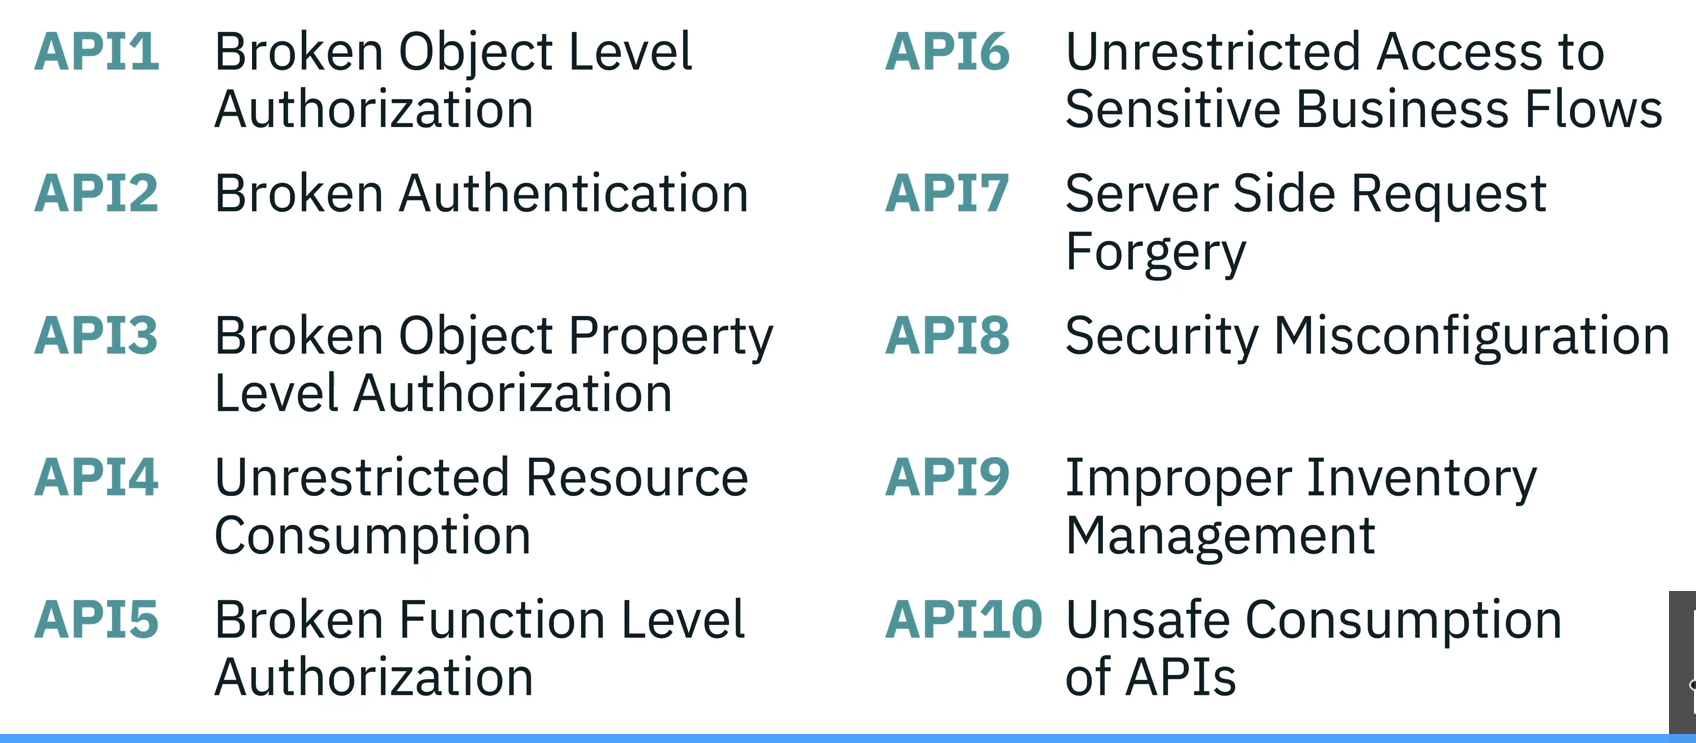 API1 Broken Object Level
Authorization
API2 Broken Authentication
API3 Broken Object Property
Level Authorization
API4 Unrestricted Resource
Consumption
API5 Broken Function Level
Authorization
API6 Unrestricted Access to
Sensitive Business Flows
API7 Server Side Request
Forgery
API8 Security Misconfiguration
API9 Improper Inventory
Management
API10 Unsafe Consumption
of APIs